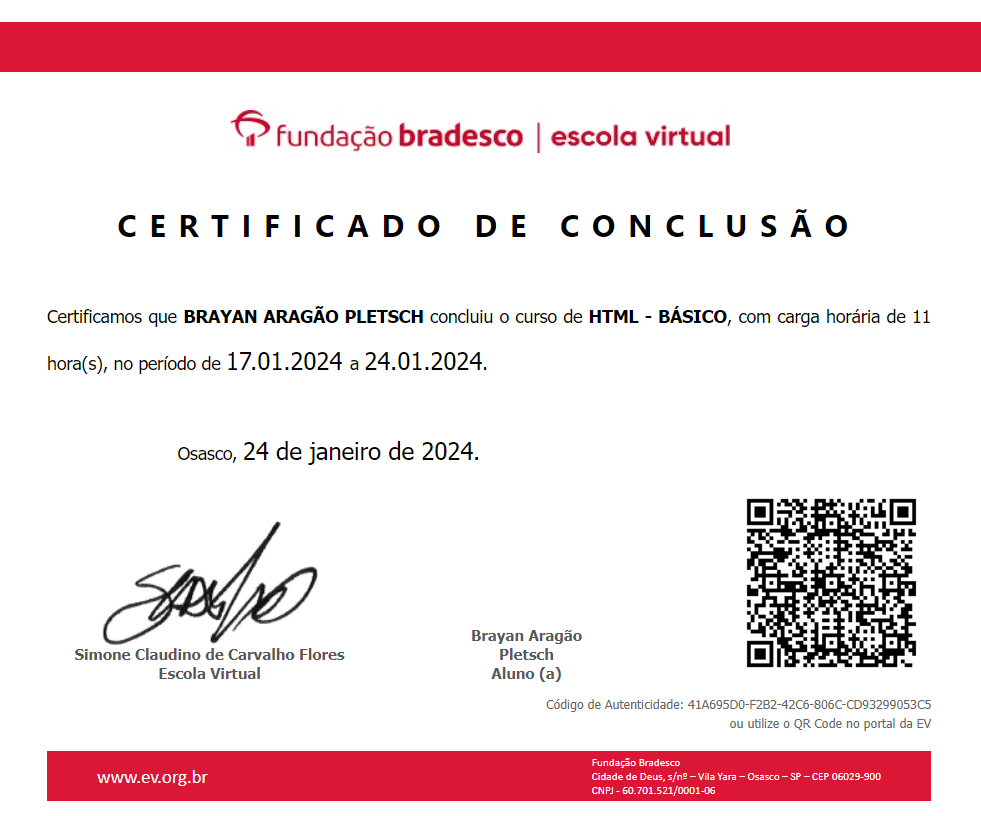 fundação bradesco | escola virtual
CERTIFICADO DE CONCLUSÃO
Certificamos que BRAYAN ARAGÃO PLETSCH concluiu o curso de HTML - BÁSICO, com carga horária de 11
hora(s), no período de 17.01.2024 a 24.01.2024.
Osasco, 24 de janeiro de 2024.
Simone Claudino de Carvalho Flores
Escola Virtual
Brayan Aragão
Pletsch
Aluno (a)
Código de Autenticidade: 41A695D0-F2B2-42C6-806C-CD93299053C5
ou utilize o QR Code no portal da EV
www.ev.org.br
Fundação Bradesco
Cidade de Deus, s/nº – Vila Yara – Osasco – SP – CEP 06029-900
CNPJ - 60.701.521/0001-06